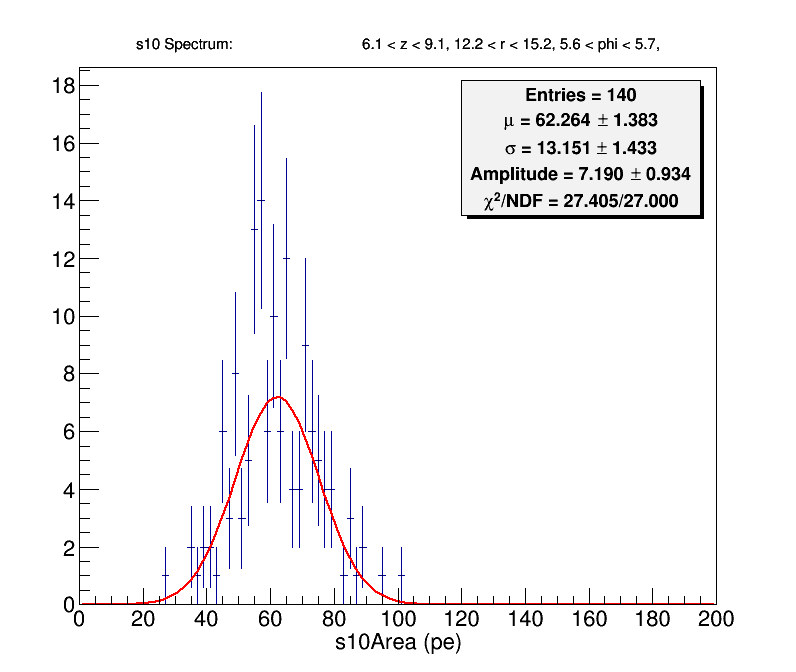 s10 Spectrum: 6.1 < z < 9.1, 12.2 < r < 15.2, 5.6 < phi < 5.7,
Entries = 140
μ = 62.264 ± 1.383
σ = 13.151 ± 1.433
Amplitude = 7.190 ± 0.934
χ²/NDF = 27.405/27.000
18
16
14
12
10
8
6
4
2
0
0 20 40 60 80 100 120 140 160 180 200
s10Area (pe)